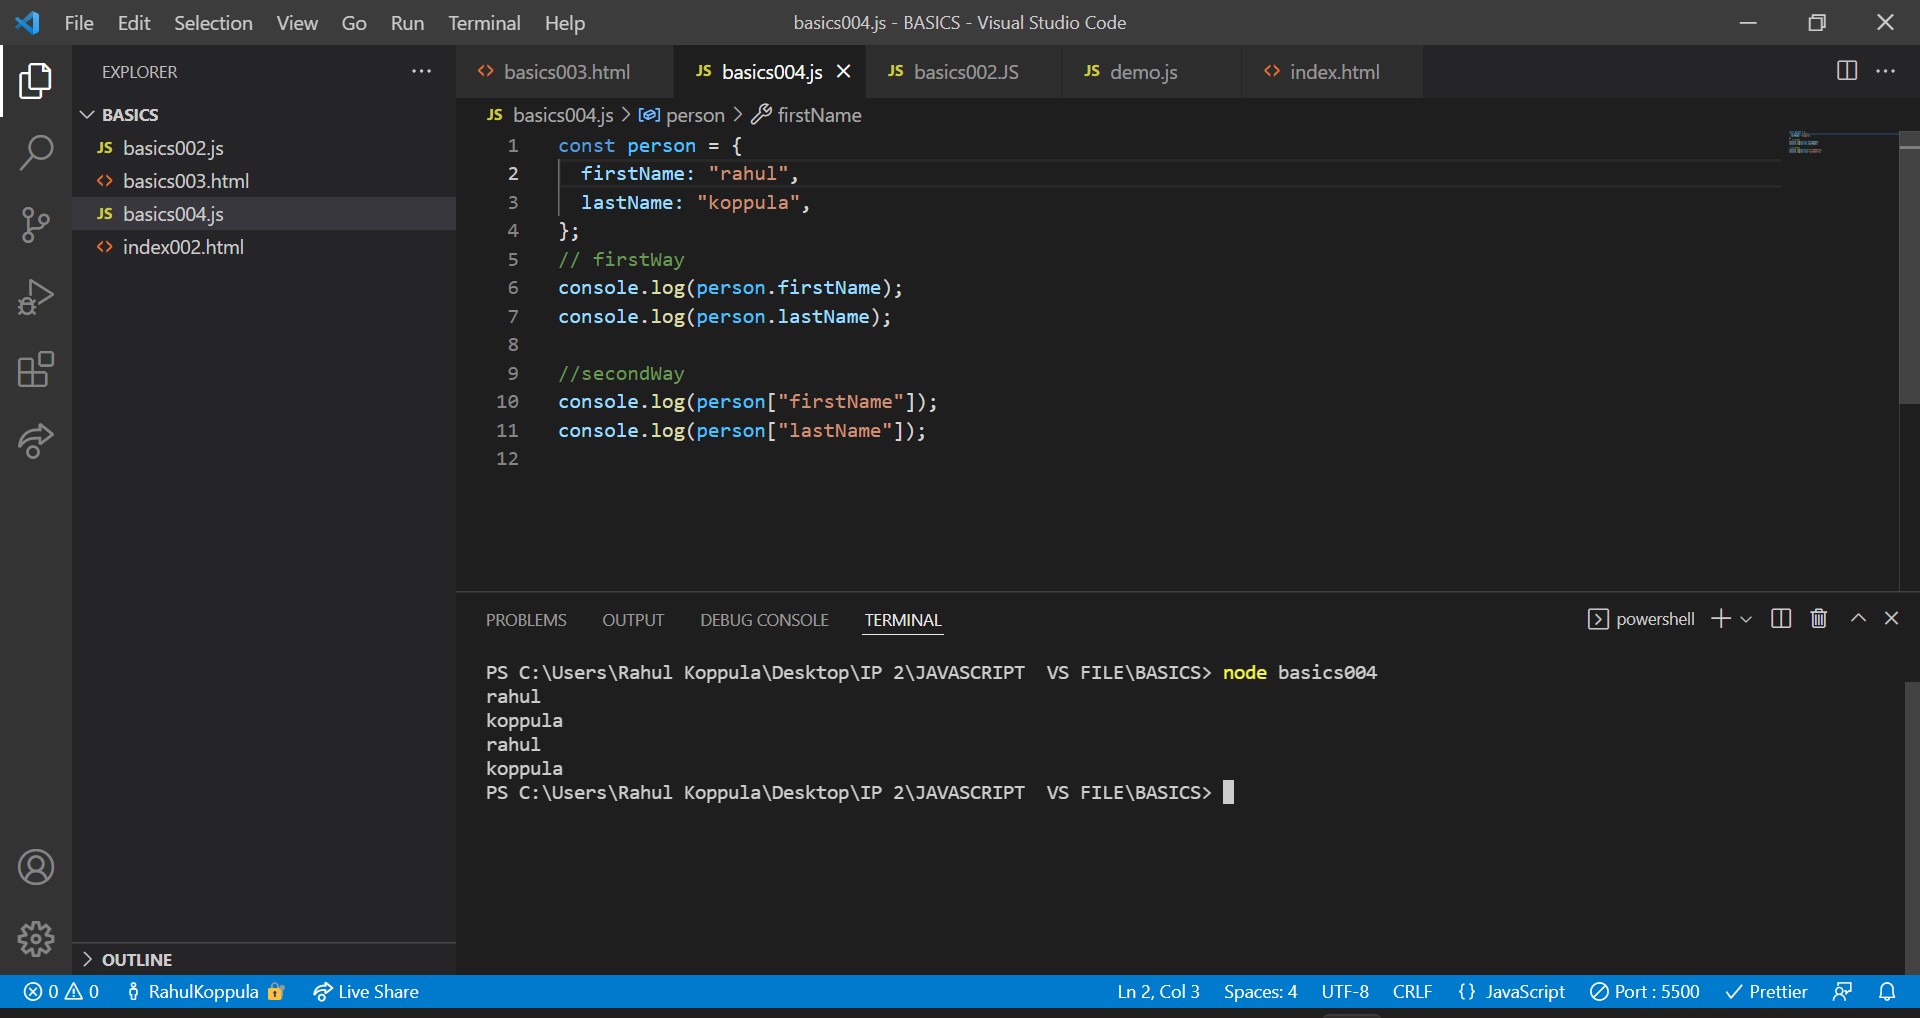 File Edit Selection View Go Run Terminal Help
basics004.js - BASICS - Visual Studio Code
EXPLORER
BASICS
JS basics002.js
basics003.html
JS basics004.js
index002.html
OUTLINE
basics003.html JS basics004.js JS basics002.JS JS demo.js index.html
JS basics004.js > person > firstName
1 const person = {
2 firstName: "rahul",
3 lastName: "koppula",
4 };
5 // firstWay
6 console.log(person.firstName);
7 console.log(person.lastName);
8
9 //secondWay
10 console.log(person["firstName"]);
11 console.log(person["lastName"]);
12
PROBLEMS OUTPUT DEBUG CONSOLE TERMINAL powershell
PS C:\Users\Rahul Koppula\Desktop\IP 2\JAVASCRIPT  VS FILE\BASICS> node basics004
rahul
koppula
rahul
koppula
PS C:\Users\Rahul Koppula\Desktop\IP 2\JAVASCRIPT  VS FILE\BASICS>
0 0 RahulKoppula Live Share Ln 2, Col 3 Spaces: 4 UTF-8 CRLF {} JavaScript Port : 5500 Prettier